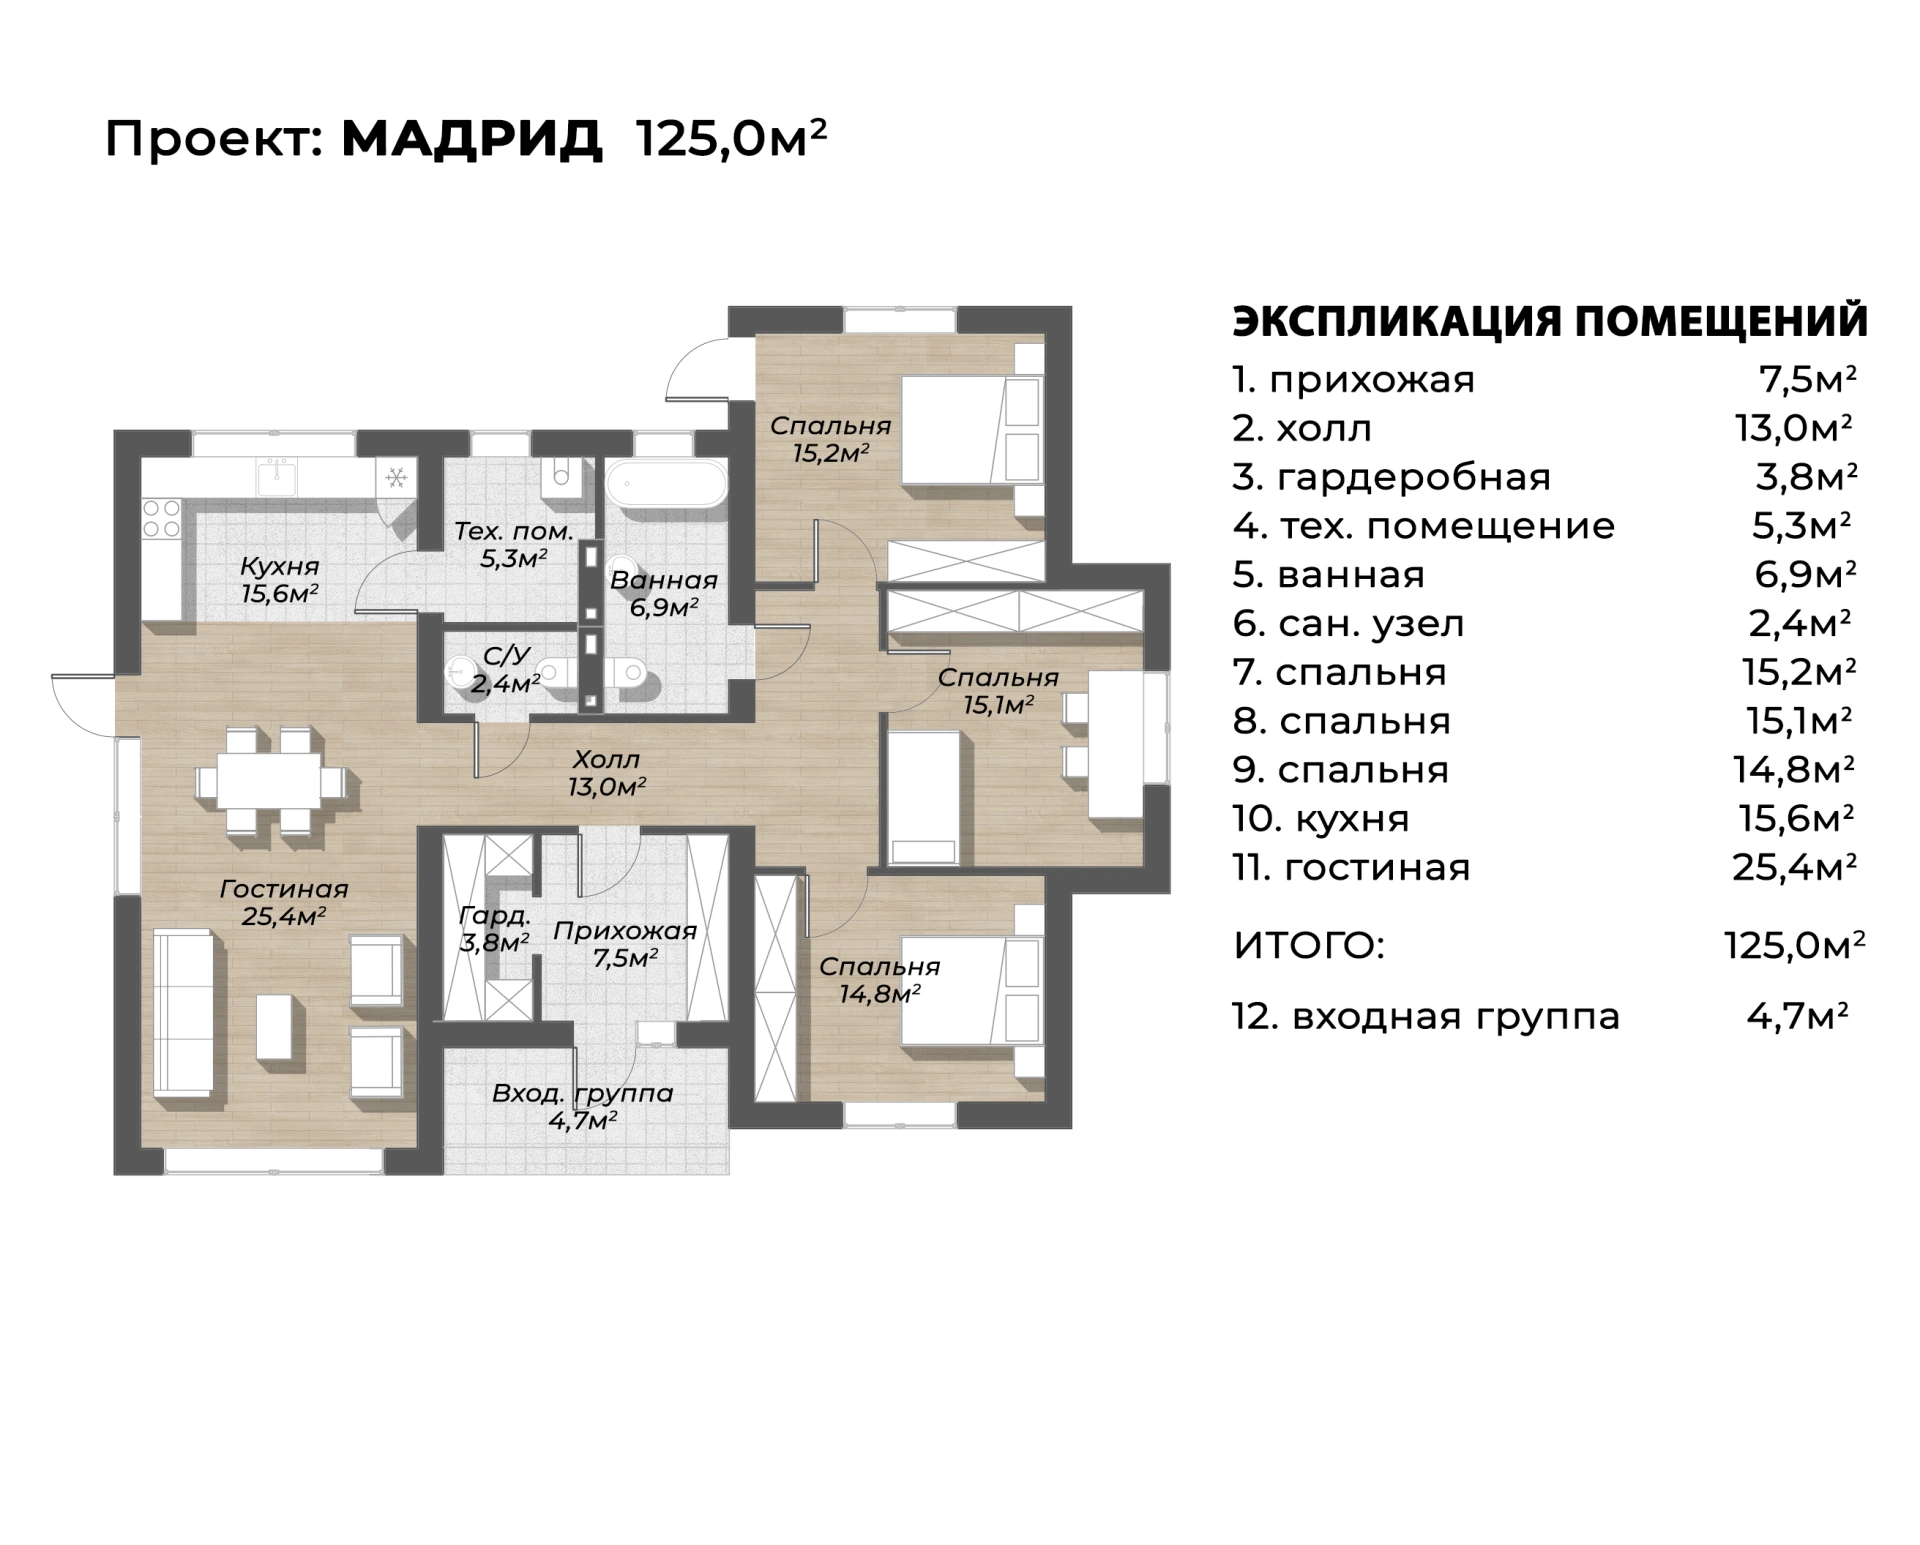 Проект: МАДРИД 125,0м²
ЭКСПЛИКАЦИЯ ПОМЕЩЕНИЙ
1. прихожая 7,5м²
2. холл 13,0м²
3. гардеробная 3,8м²
4. тех. помещение 5,3м²
5. ванная 6,9м²
6. сан. узел 2,4м²
7. спальня 15,2м²
8. спальня 15,1м²
9. спальня 14,8м²
10. кухня 15,6м²
11. гостиная 25,4м²
ИТОГО: 125,0м²
12. входная группа 4,7м²
Спальня
15,2м²
Тех. пом.
5,3м²
Кухня
15,6м²
Ванная
6,9м²
С/У
2,4м²
Спальня
15,1м²
Холл
13,0м²
Гостиная
25,4м²
Гард.
3,8м²
Прихожая
7,5м²
Спальня
14,8м²
Вход. группа
4,7м²